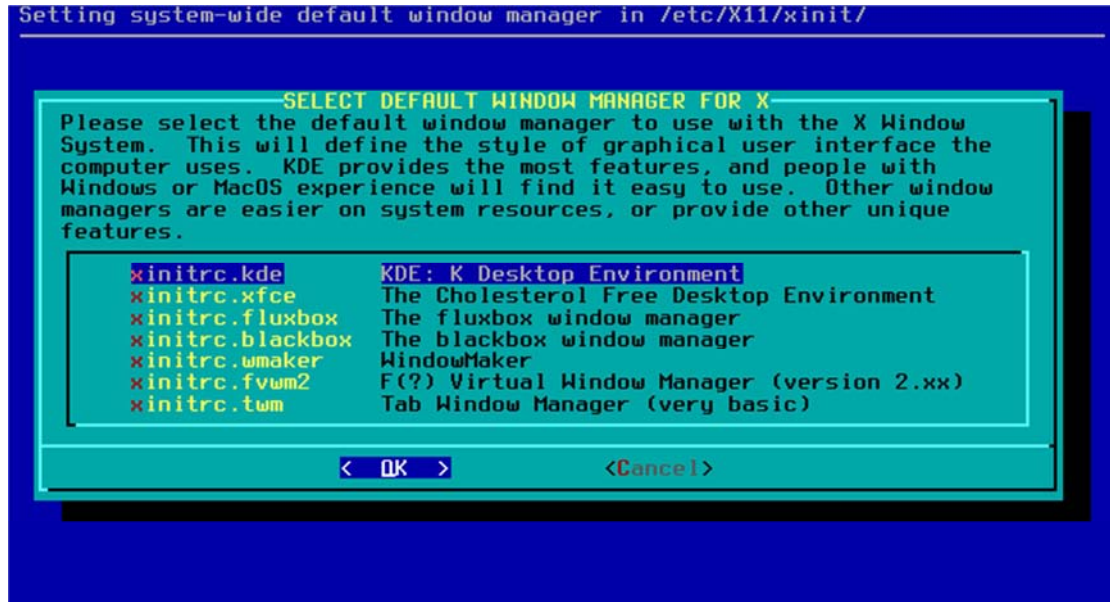 Setting system-wide default window manager in /etc/X11/xinit/
SELECT DEFAULT WINDOW MANAGER FOR X
Please select the default window manager to use with the X Window
System.  This will define the style of graphical user interface the
computer uses.  KDE provides the most features, and people with
Windows or MacOS experience will find it easy to use.  Other window
managers are easier on system resources, or provide other unique
features.
xinitrc.kde KDE: K Desktop Environment
xinitrc.xfce The Cholesterol Free Desktop Environment
xinitrc.fluxbox The fluxbox window manager
xinitrc.blackbox The blackbox window manager
xinitrc.wmaker WindowMaker
xinitrc.fvwm2 F(?) Virtual Window Manager (version 2.xx)
xinitrc.twm Tab Window Manager (very basic)
<  OK  > <Cancel>